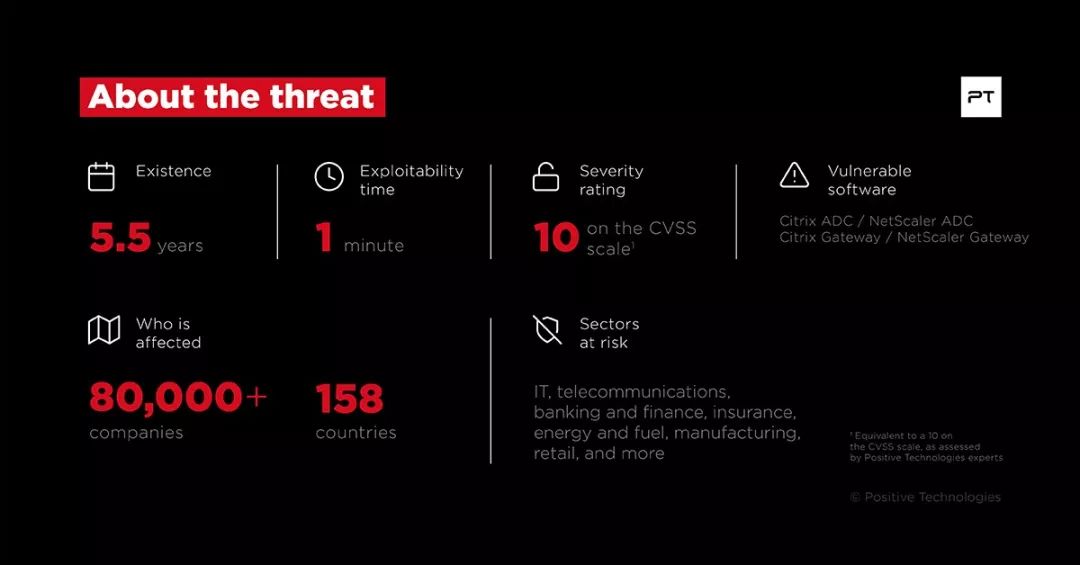 About the threat
PT
Existence
5.5 years
Exploitability
time
1 minute
Severity
rating
10 on the CVSS
scale¹
Vulnerable
software
Citrix ADC / NetScaler ADC
Citrix Gateway / NetScaler Gateway
Who is
affected
80,000+
companies
158
countries
Sectors
at risk
IT, telecommunications,
banking and finance, insurance,
energy and fuel, manufacturing,
retail, and more
¹ Equivalent to a 10 on
the CVSS scale, as assessed
by Positive Technologies experts
© Positive Technologies